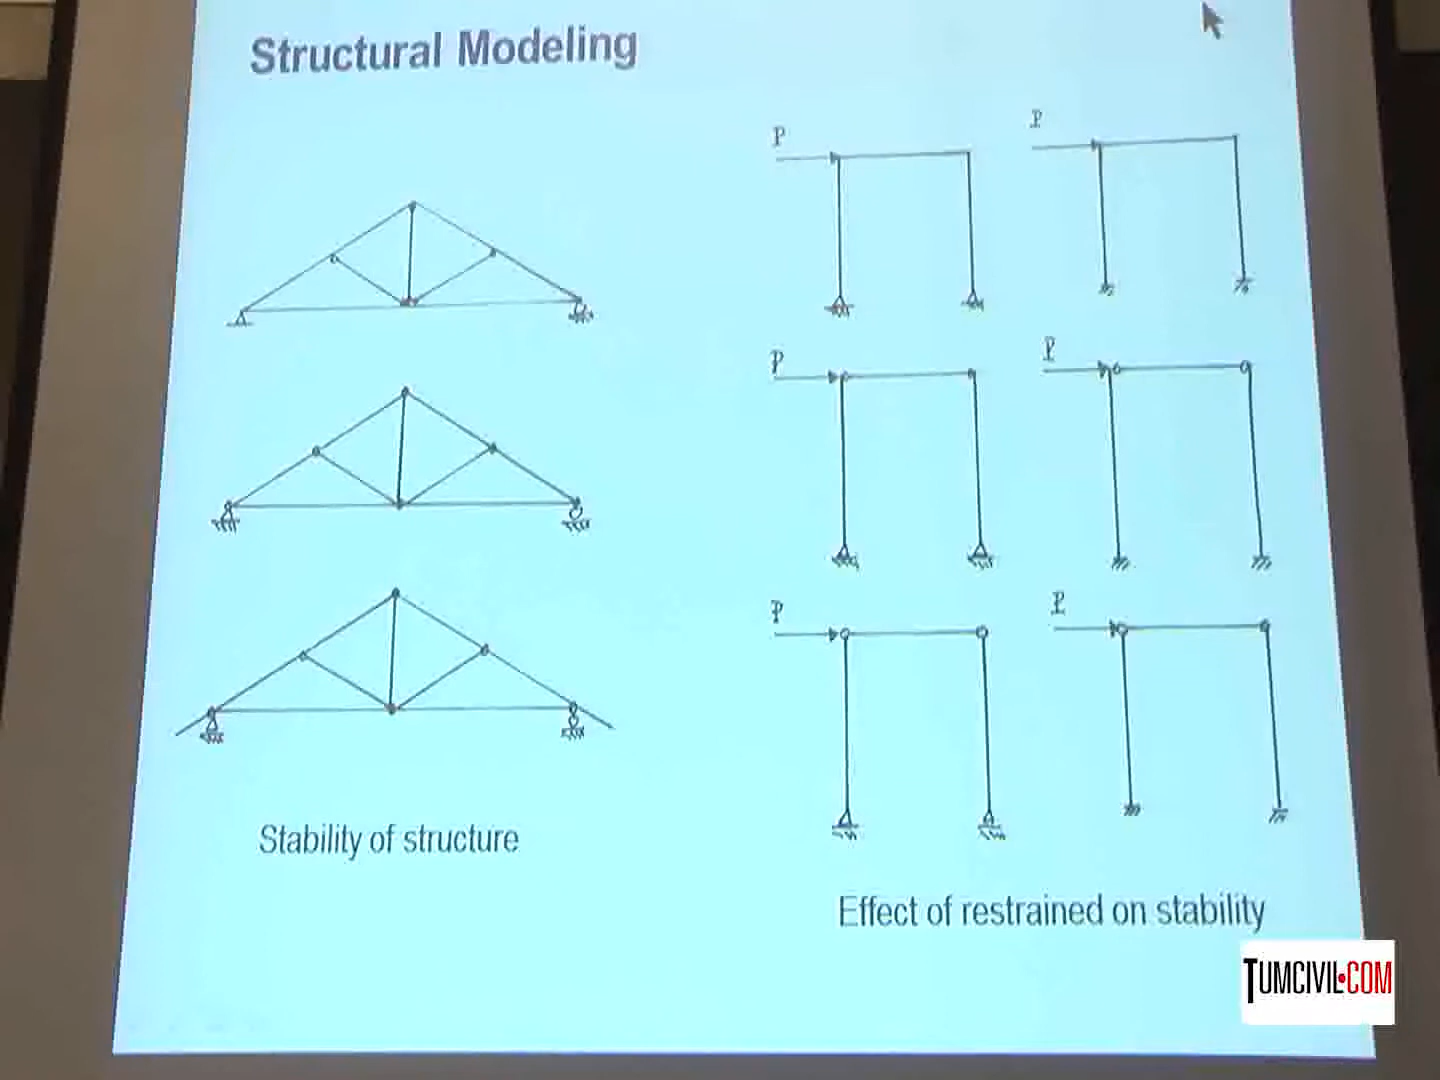 Structural Modeling
P
P
P
P
P
P
Stability of structure
Effect of restrained on stability
TUMCIVIL.COM